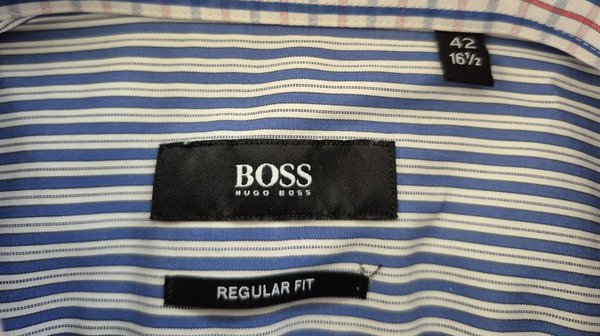 42
16½
BOSS
HUGO BOSS
REGULAR FIT